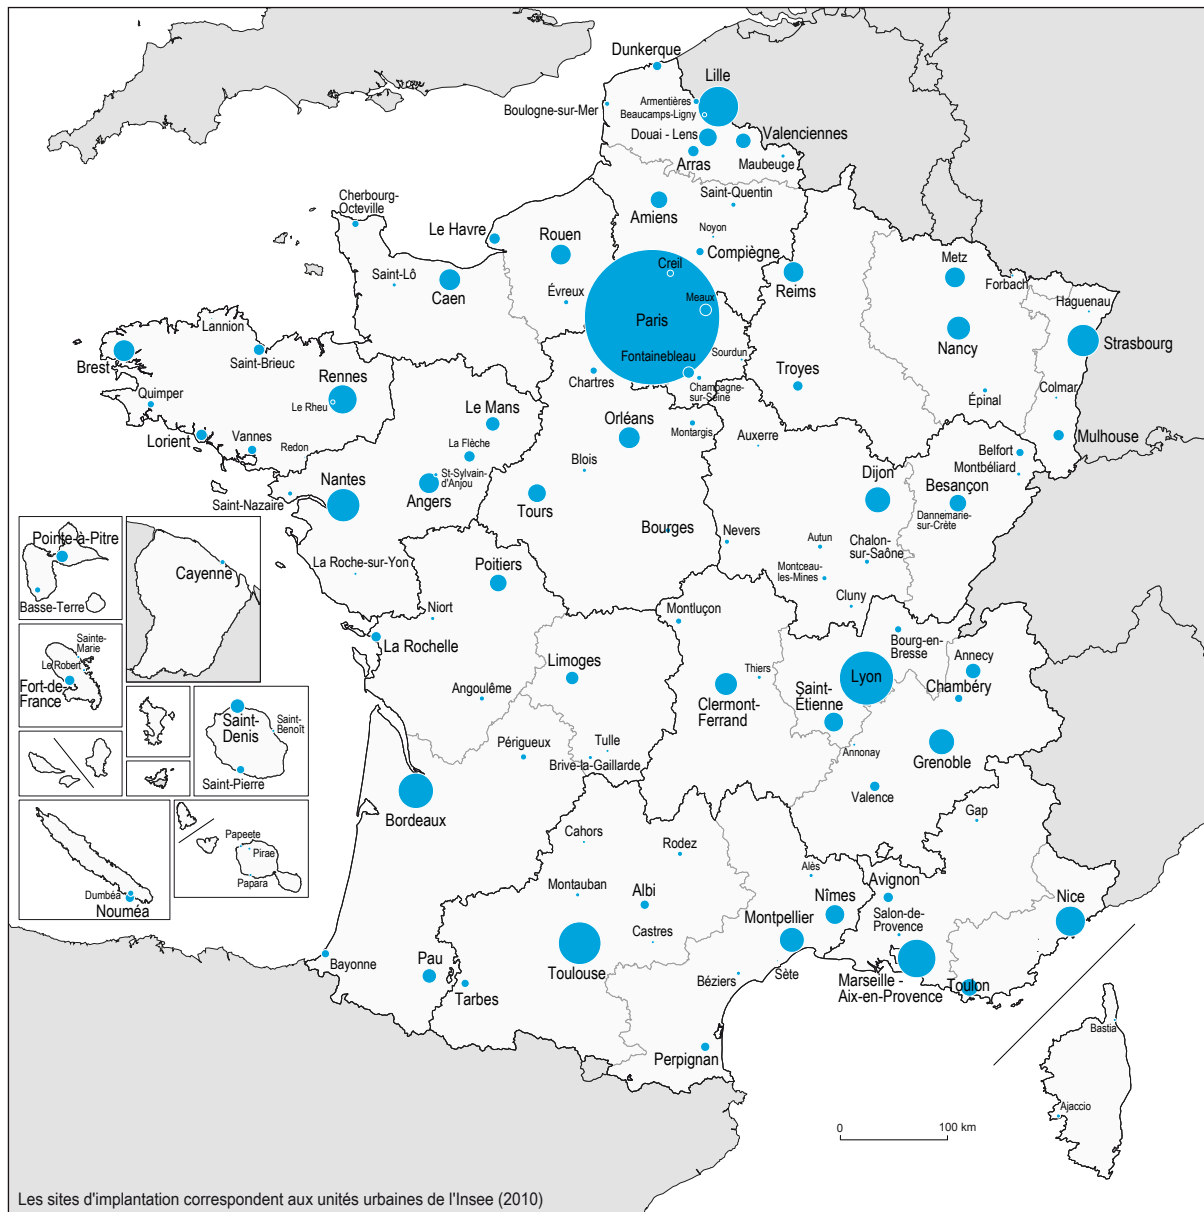 Dunkerque
Lille
Armentières
Boulogne-sur-Mer
Beaucamps-Ligny
Douai - Lens
Valenciennes
Arras
Maubeuge
Saint-Quentin
Cherbourg-
Octeville
Amiens
Noyon
Le Havre
Rouen
Compiègne
Creil
Metz
Forbach
Saint-Lô
Caen
Évreux
Meaux
Reims
Haguenau
Paris
Lannion
Nancy
Strasbourg
Brest
Saint-Brieuc
Fontainebleau
Sourdun
Rennes
Chartres
Champagne-
sur-Seine
Troyes
Colmar
Quimper
Le Rheu
Épinal
Le Mans
Orléans
Montargis
Lorient
Vannes
Redon
La Flèche
Auxerre
Mulhouse
Belfort
Blois
Montbéliard
St-Sylvain-
d'Anjou
Nantes
Angers
Dijon
Besançon
Saint-Nazaire
Tours
Dannemarie-
sur-Crète
Bourges
Nevers
Autun
Chalon-
sur-Saône
Pointe-à-Pitre
Cayenne
La Roche-sur-Yon
Poitiers
Montceau-
les-Mines
Basse-Terre
Niort
Montluçon
Cluny
Sainte-
Marie
Le Robert
Fort-de-
France
La Rochelle
Limoges
Bourg-en-
Bresse
Annecy
Thiers
Lyon
Chambéry
Angoulême
Clermont-
Ferrand
Saint-
Étienne
Saint-
Denis
Saint-
Benoît
Périgueux
Tulle
Annonay
Brive-la-Gaillarde
Grenoble
Saint-Pierre
Valence
Bordeaux
Gap
Papeete
Pirae
Cahors
Rodez
Papara
Alès
Dumbéa
Nouméa
Montauban
Albi
Avignon
Nîmes
Nice
Castres
Montpellier
Salon-de-
Provence
Bayonne
Pau
Toulouse
Tarbes
Béziers
Sète
Marseille -
Aix-en-Provence
Toulon
Bastia
Perpignan
Ajaccio
0
100 km
Les sites d'implantation correspondent aux unités urbaines de l'Insee (2010)